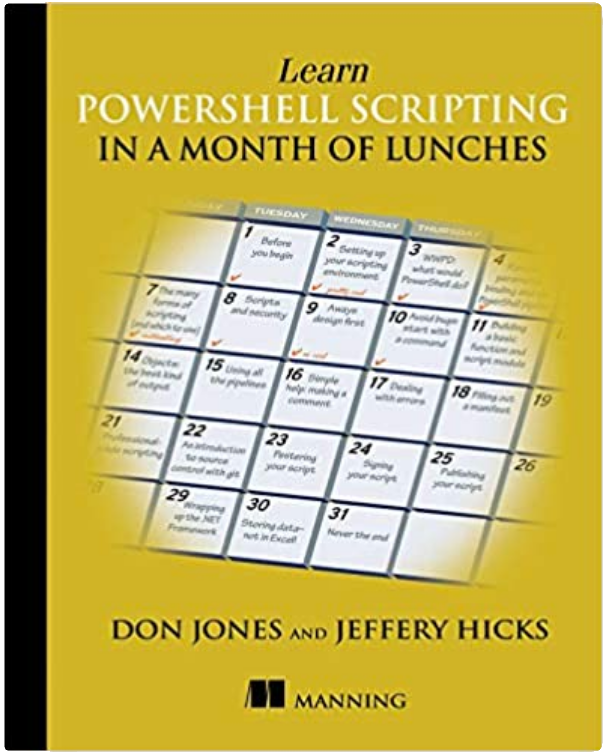 Learn
POWERSHELL SCRIPTING
IN A MONTH OF LUNCHES
TUESDAY
WEDNESDAY
THURSDAY
1 Before
you begin
2 Setting up
your scripting
environment
3 WWPD:
what would
PowerShell do?
4
7 The many
forms of
scripting
(and which to use)
8 Scripts
and security
9 Aways
design first
10 Avoid bugs:
start with
a command
11 Building
a basic
function and
script module
14 Objects:
the best kind
of output
15 Using all
the pipelines
16 Simple
help: making a
comment
17 Dealing
with errors
18 Filling out
a manifest
19
21
Professional-
scripting
22
An introduction
to source
control with git
23
Pestering
your script
24
Signing
your script
25
Publishing
your script
26
29
Wrapping
up the .NET
Framework
30
Storing data–
not in Excel!
31
Never the end
DON JONES AND JEFFERY HICKS
MANNING